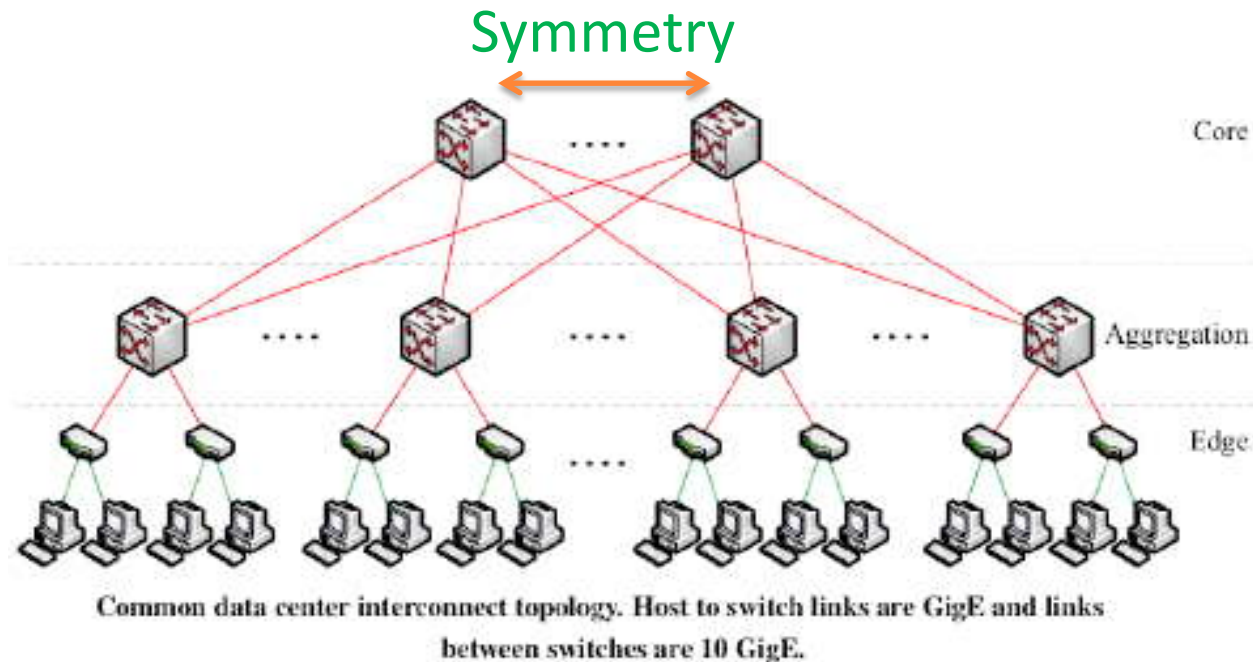 Symmetry
Core
Aggregation
Edge
Common data center interconnect topology. Host to switch links are GigE and links
between switches are 10 GigE.